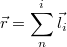 \vec{r} = \sum_{n}^{i} \vec{l_i}